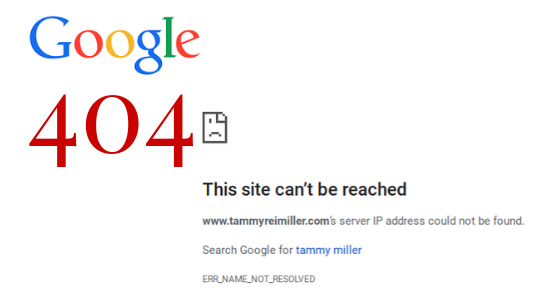 Google
404
This site can’t be reached
www.tammyreimiller.com’s server IP address could not be found.
Search Google for tammy miller
ERR_NAME_NOT_RESOLVED